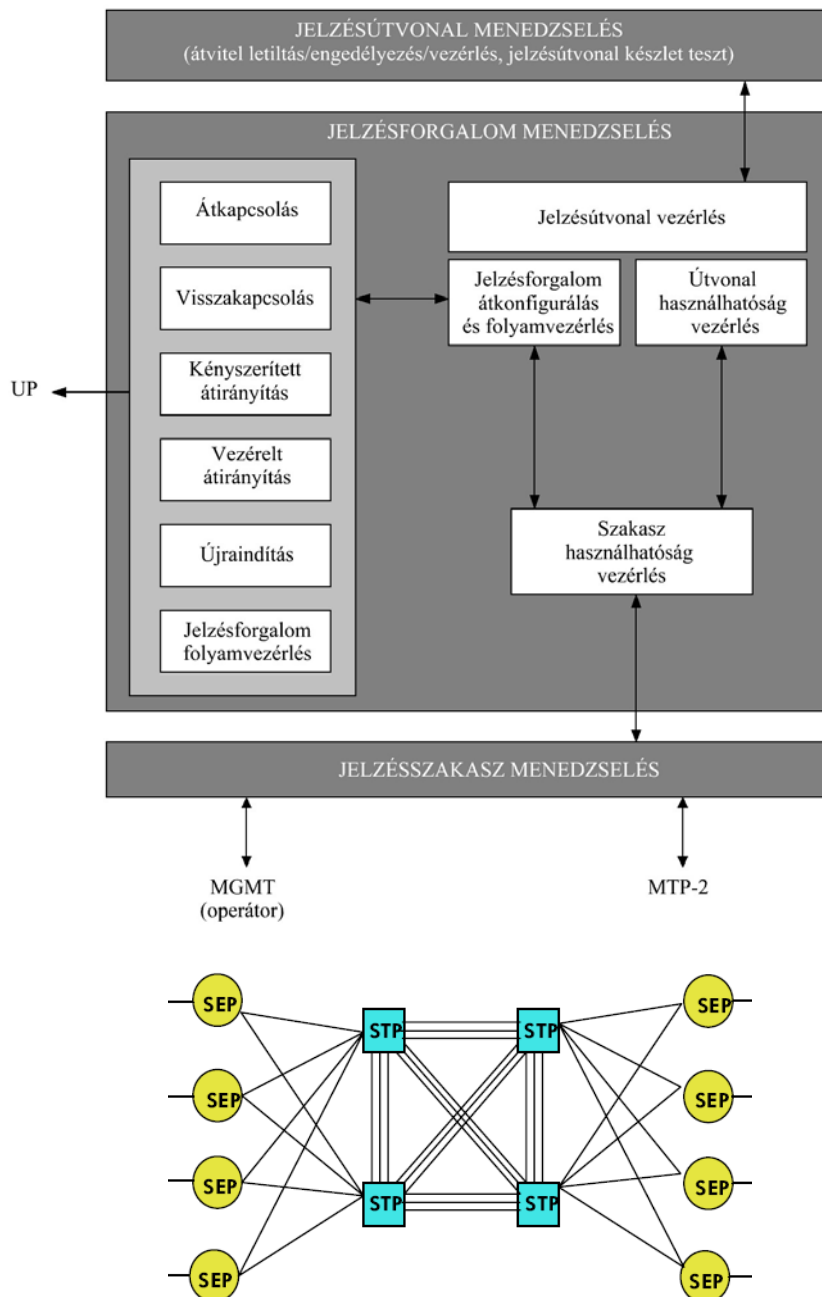 JELZÉSÚTVONAL MENEDZSELÉS
(átvitel letiltás/engedélyezés/vezérlés, jelzésútvonal készlet teszt)
JELZÉSFORGALOM MENEDZSELÉS
Átkapcsolás
Visszakapcsolás
Kényszerített
átirányítás
Vezérelt
átirányítás
Újraindítás
Jelzésforgalom
folyamvezérlés
UP
Jelzésútvonal vezérlés
Jelzésforgalom
átkonfigurálás
és folyamvezérlés
Útvonal
használhatóság
vezérlés
Szakasz
használhatóság
vezérlés
JELZÉSSZAKASZ MENEDZSELÉS
MGMT
(operátor)
MTP-2
SEP
SEP
STP
STP
SEP
SEP
SEP
SEP
STP
STP
SEP
SEP